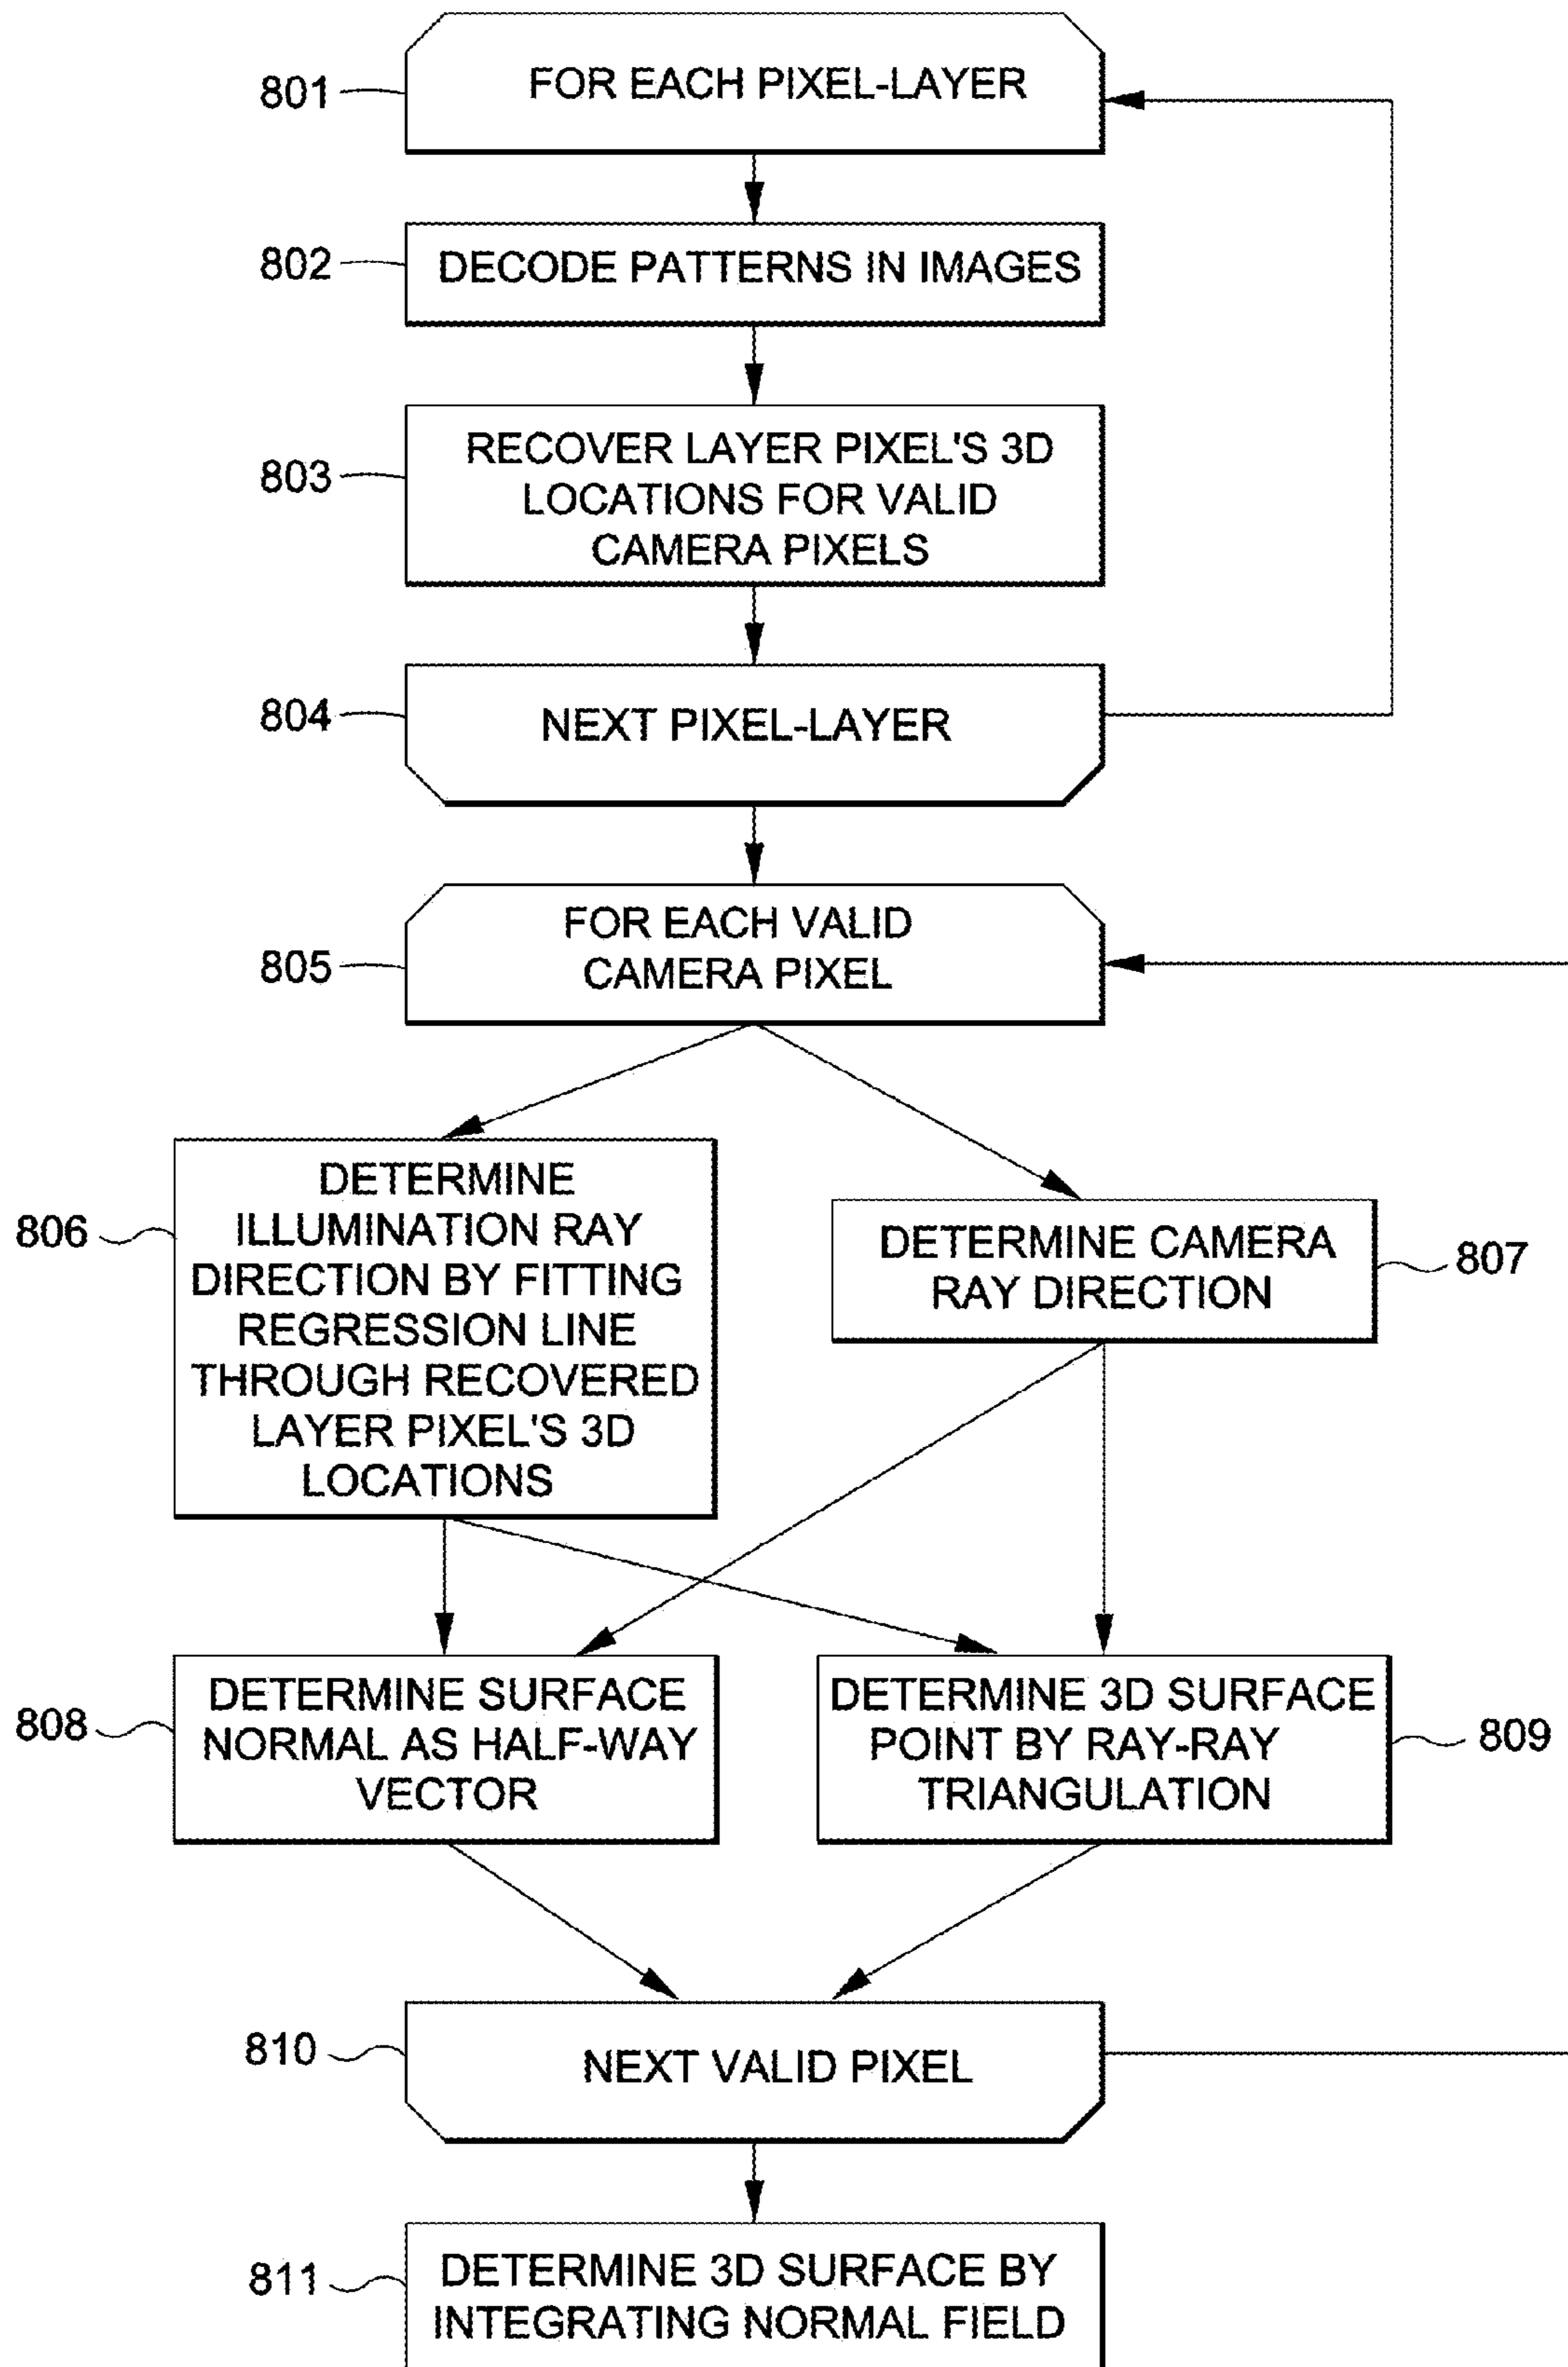 801
FOR EACH PIXEL-LAYER
802
DECODE PATTERNS IN IMAGES
803
RECOVER LAYER PIXEL'S 3D
LOCATIONS FOR VALID
CAMERA PIXELS
804
NEXT PIXEL-LAYER
805
FOR EACH VALID
CAMERA PIXEL
806
DETERMINE
ILLUMINATION RAY
DIRECTION BY FITTING
REGRESSION LINE
THROUGH RECOVERED
LAYER PIXEL'S 3D
LOCATIONS
DETERMINE CAMERA
RAY DIRECTION
807
808
DETERMINE SURFACE
NORMAL AS HALF-WAY
VECTOR
DETERMINE 3D SURFACE
POINT BY RAY-RAY
TRIANGULATION
809
810
NEXT VALID PIXEL
811
DETERMINE 3D SURFACE BY
INTEGRATING NORMAL FIELD